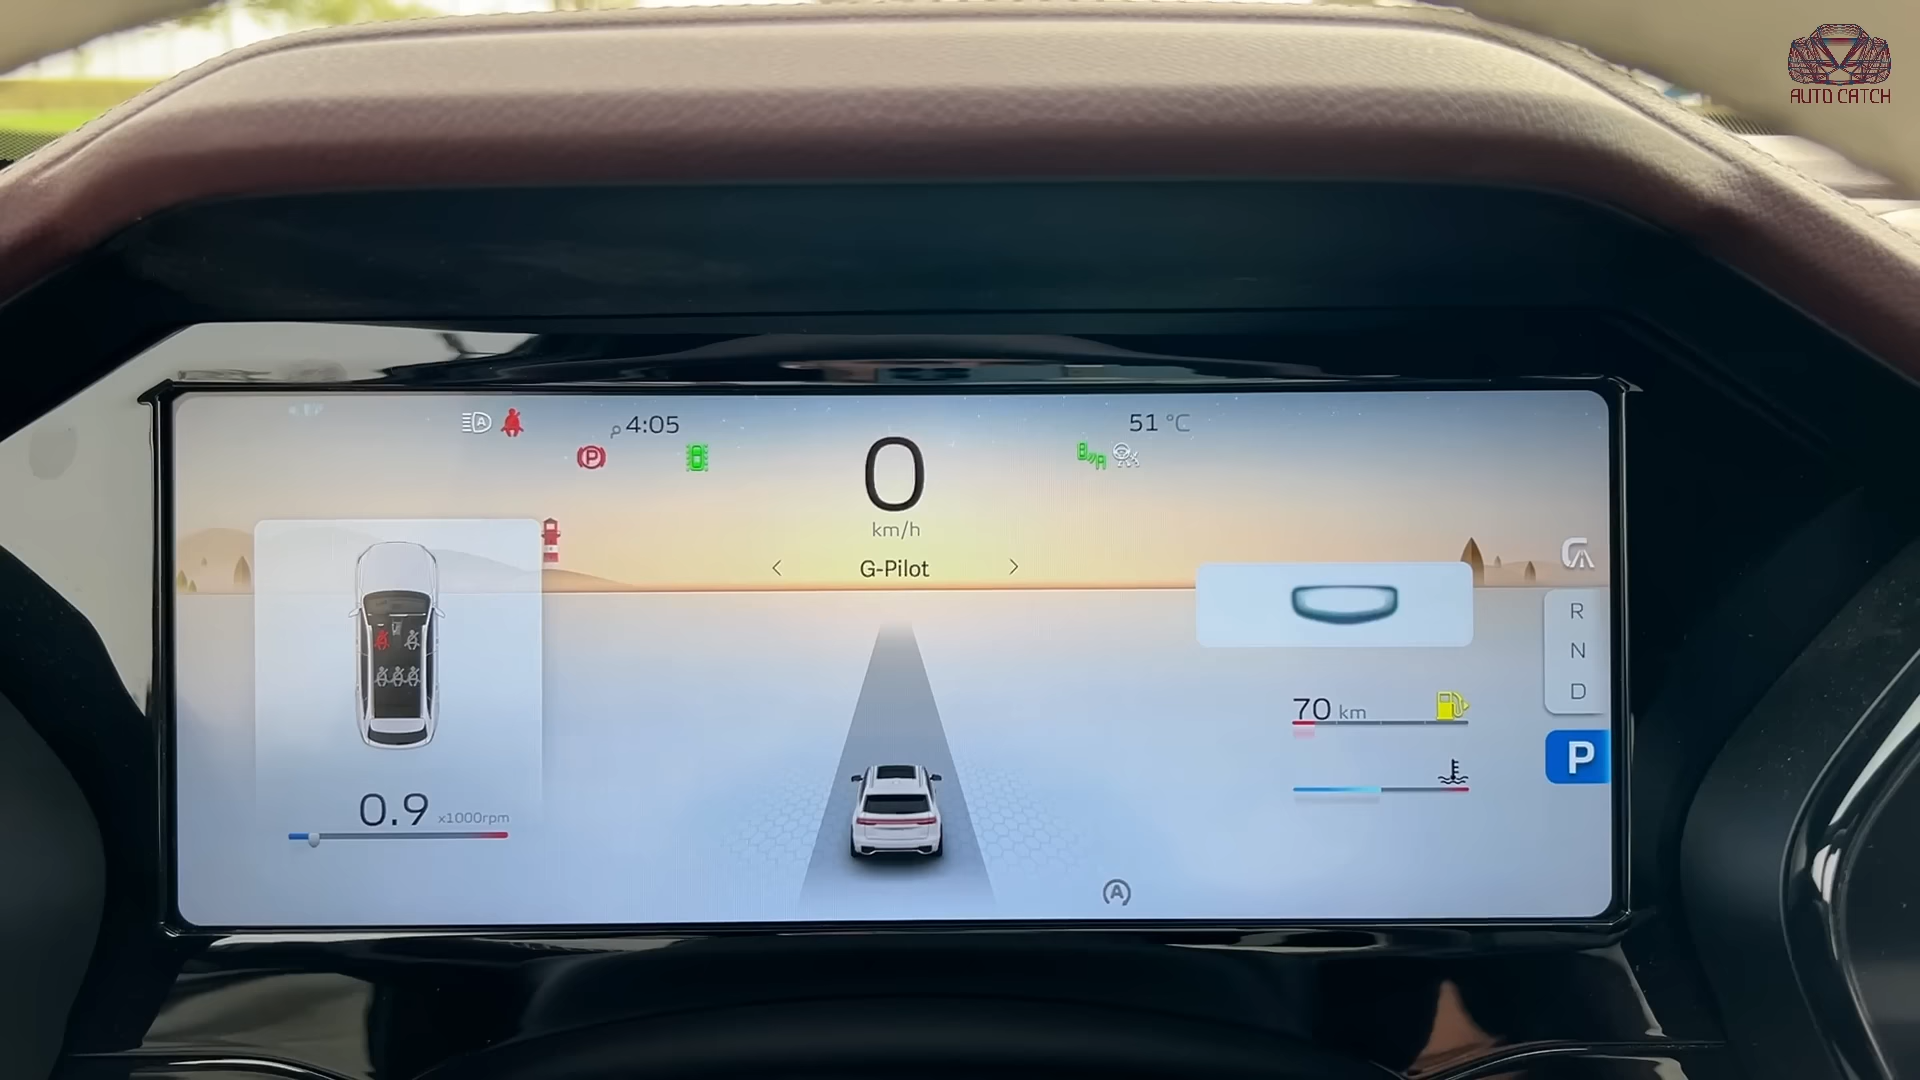 AUTO CATCH
4:05
51 °C
0
km/h
G-Pilot
R
N
D
P
70 km
0.9 x1000rpm